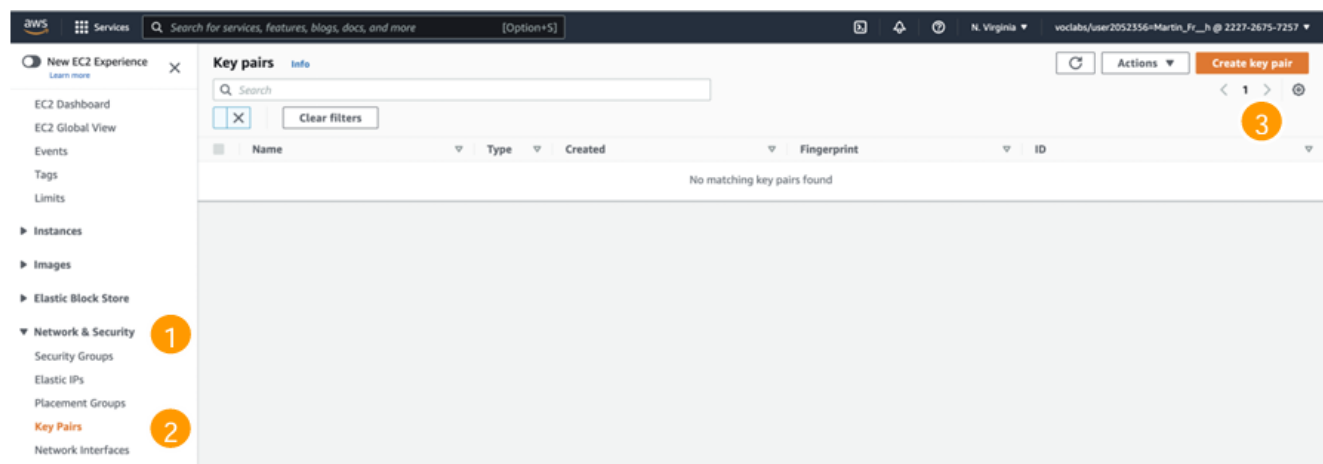 aws Services Search for services, features, blogs, docs, and more [Option+S] N. Virginia voclabs/user2052356=Martin_Fr__h @ 2227-2675-7257
New EC2 Experience
Learn more
EC2 Dashboard
EC2 Global View
Events
Tags
Limits
Instances
Images
Elastic Block Store
Network & Security 1
Security Groups
Elastic IPs
Placement Groups
Key Pairs 2
Network Interfaces
Key pairs Info Actions Create key pair
Search 1
Clear filters 3
Name Type Created Fingerprint ID
No matching key pairs found